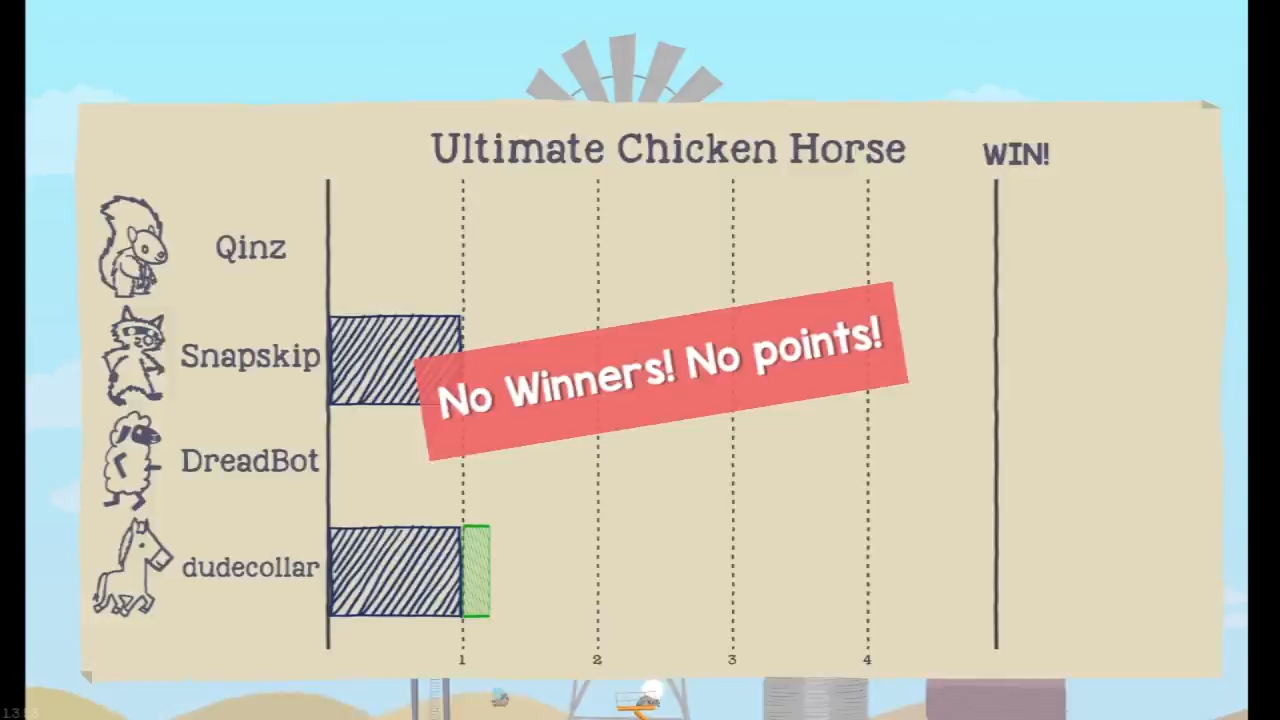 Ultimate Chicken Horse
WIN!
Qinz
Snapskip
No Winners! No points!
DreadBot
dudecollar
1 2 3 4